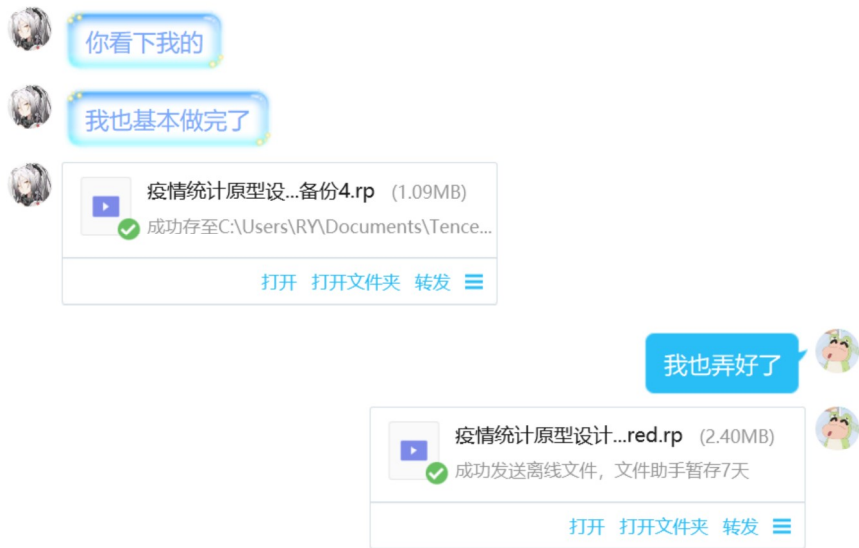 你看下我的
我也基本做完了
疫情统计原型设...备份4.rp (1.09MB)
成功存至C:\Users\RY\Documents\Tence...
打开 打开文件夹 转发
我也弄好了
疫情统计原型设计...red.rp (2.40MB)
成功发送离线文件，文件助手暂存7天
打开 打开文件夹 转发